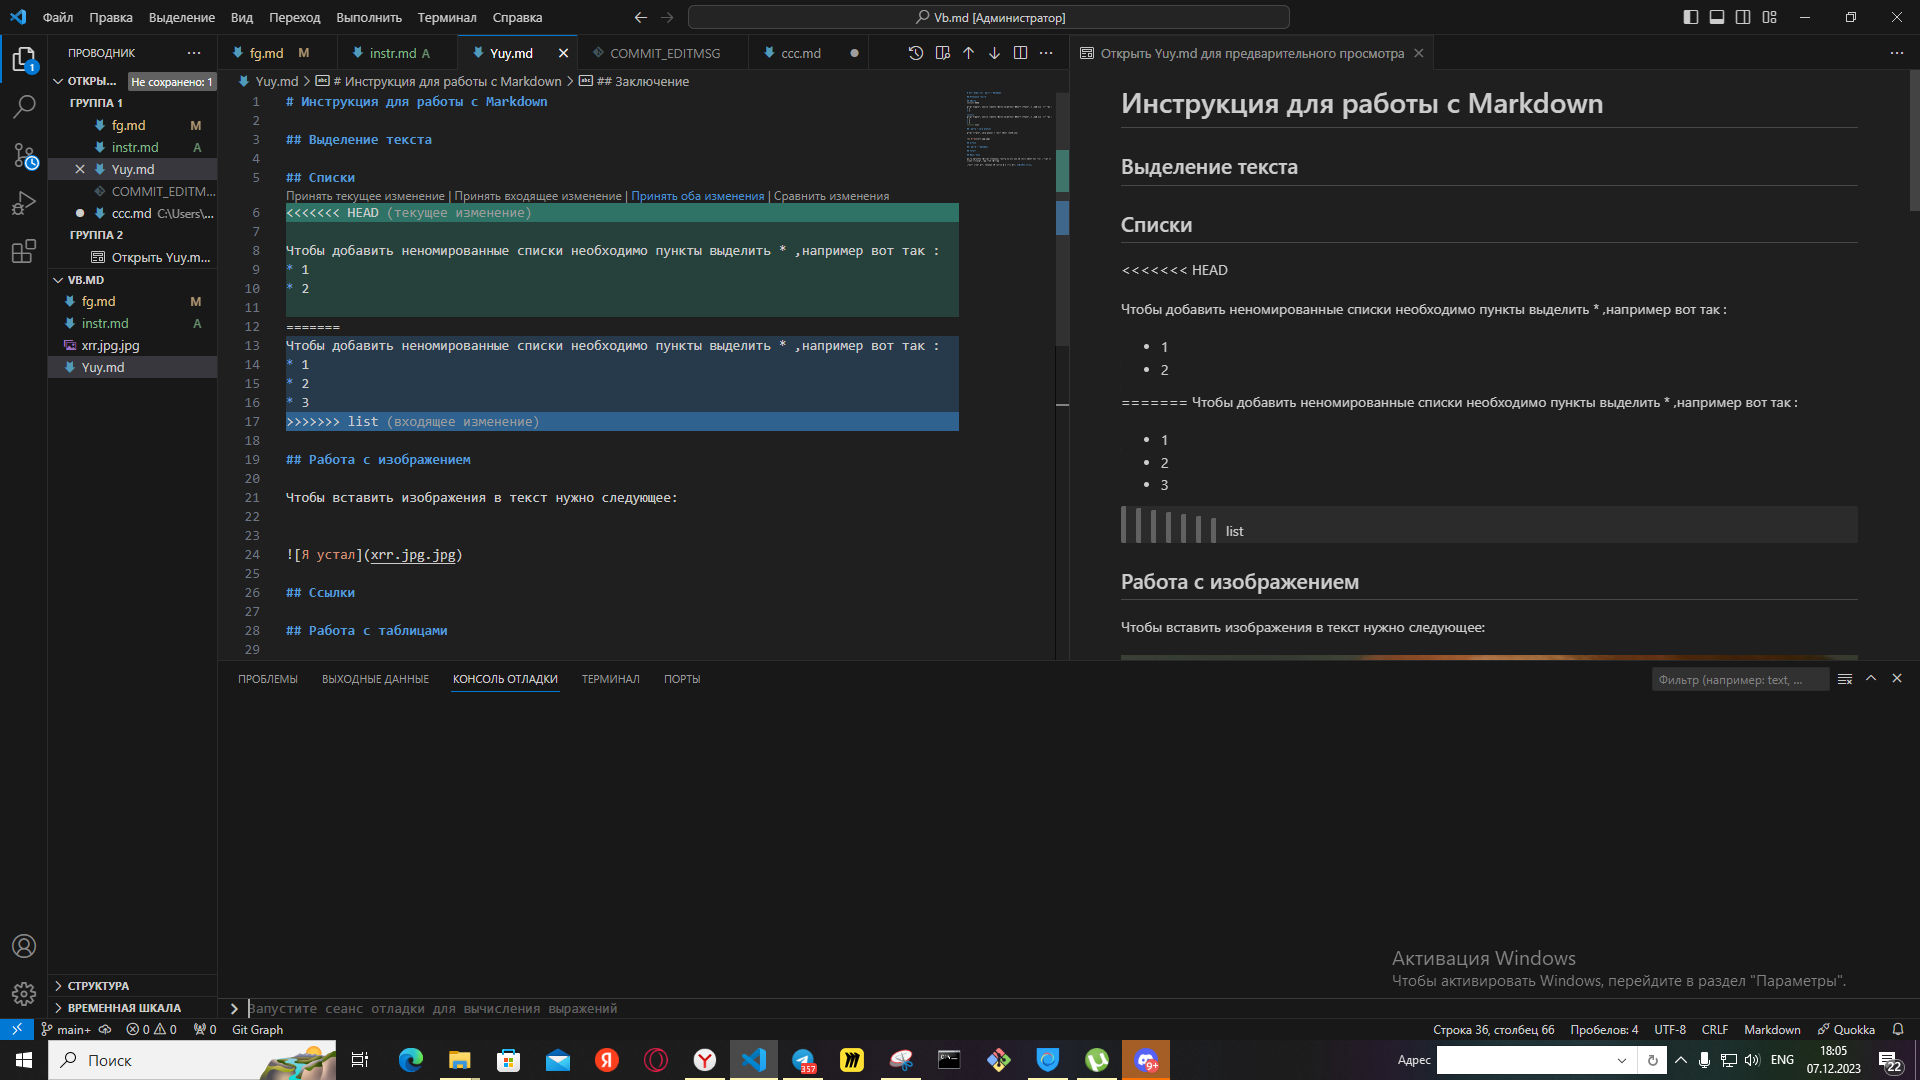 Файл Правка Выделение Вид Переход Выполнить Терминал Справка
Vb.md [Администратор]
ПРОВОДНИК
ОТКРЫ... Не сохранено: 1
ГРУППА 1
fg.md M
instr.md A
Yuy.md
COMMIT_EDITM...
ccc.md C:\Users\...
ГРУППА 2
Открыть Yuy.m...
VB.MD
fg.md M
instr.md A
xrr.jpg.jpg
Yuy.md
СТРУКТУРА
ВРЕМЕННАЯ ШКАЛА
fg.md M instr.md A Yuy.md COMMIT_EDITMSG ccc.md
Yuy.md > # Инструкция для работы с Markdown > ## Заключение
1 # Инструкция для работы с Markdown
2
3 ## Выделение текста
4
5 ## Списки
Принять текущее изменение | Принять входящее изменение | Принять оба изменения | Сравнить изменения
6 <<<<<<< HEAD (текущее изменение)
7
8 Чтобы добавить неномированные списки необходимо пункты выделить * ,например вот так :
9 * 1
10 * 2
11
12 =======
13 Чтобы добавить неномированные списки необходимо пункты выделить * ,например вот так :
14 * 1
15 * 2
16 * 3
17 >>>>>>> list (входящее изменение)
18
19 ## Работа с изображением
20
21 Чтобы вставить изображения в текст нужно следующее:
22
23
24 ![Я устал](xrr.jpg.jpg)
25
26 ## Ссылки
27
28 ## Работа с таблицами
29
Открыть Yuy.md для предварительного просмотра
Инструкция для работы с Markdown
Выделение текста
Списки
<<<<<<< HEAD
Чтобы добавить неномированные списки необходимо пункты выделить * ,например вот так :
• 1
• 2
======= Чтобы добавить неномированные списки необходимо пункты выделить * ,например вот так :
• 1
• 2
• 3
list
Работа с изображением
Чтобы вставить изображения в текст нужно следующее:
ПРОБЛЕМЫ ВЫХОДНЫЕ ДАННЫЕ КОНСОЛЬ ОТЛАДКИ ТЕРМИНАЛ ПОРТЫ
Фильтр (например: text, ...
Активация Windows
Чтобы активировать Windows, перейдите в раздел "Параметры".
Запустите сеанс отладки для вычисления выражений
main+ 0 0 0 Git Graph
Строка 36, столбец 66 Пробелов: 4 UTF-8 CRLF Markdown Quokka
Поиск
357
9+
Адрес
ENG
18:05
07.12.2023
22